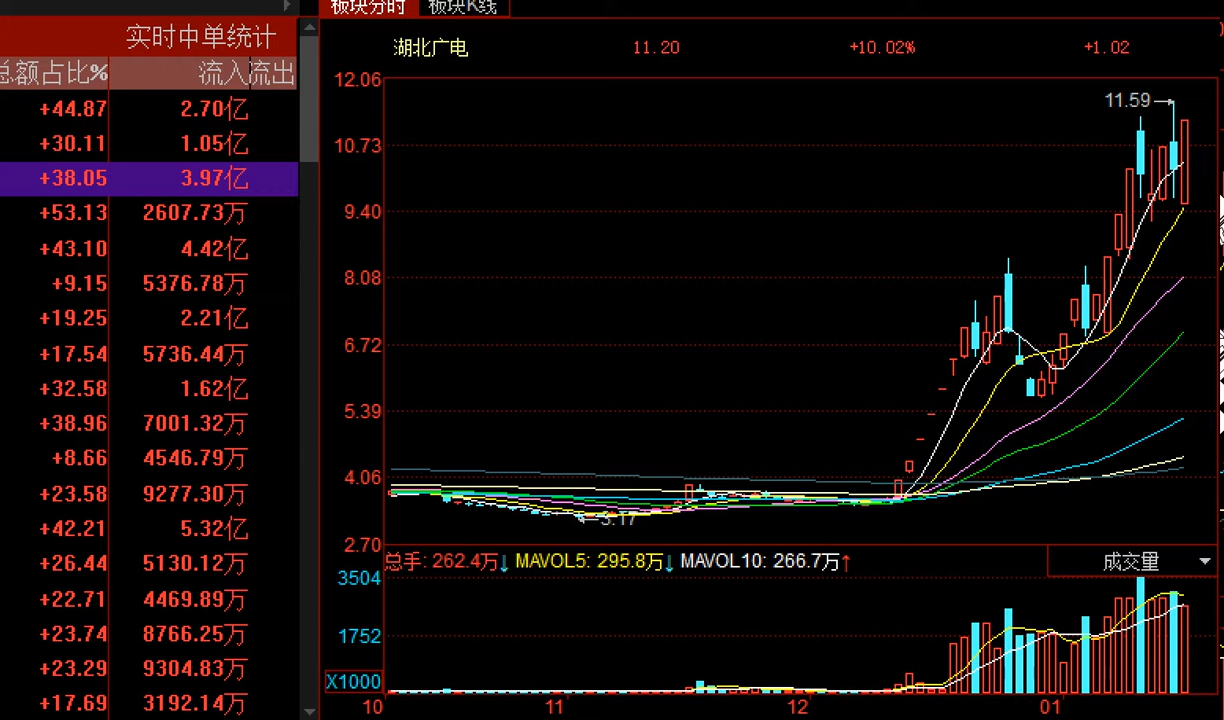 板块分时 板块K线
实时中单统计
总额占比% 流入流出
湖北广电 11.20 +10.02% +1.02
+44.87 2.70亿
+30.11 1.05亿
+38.05 3.97亿
+53.13 2607.73万
+43.10 4.42亿
+9.15 5376.78万
+19.25 2.21亿
+17.54 5736.44万
+32.58 1.62亿
+38.96 7001.32万
+8.66 4546.79万
+23.58 9277.30万
+42.21 5.32亿
+26.44 5130.12万
+22.71 4469.89万
+23.74 8766.25万
+23.29 9304.83万
+17.69 3192.14万
12.06
11.59
10.73
9.40
8.08
6.72
5.39
4.06
3.17
2.70
总手: 262.4万↓ MAVOL5: 295.8万↓ MAVOL10: 266.7万↑ 成交量
3504
1752
X1000
10 11 12 01